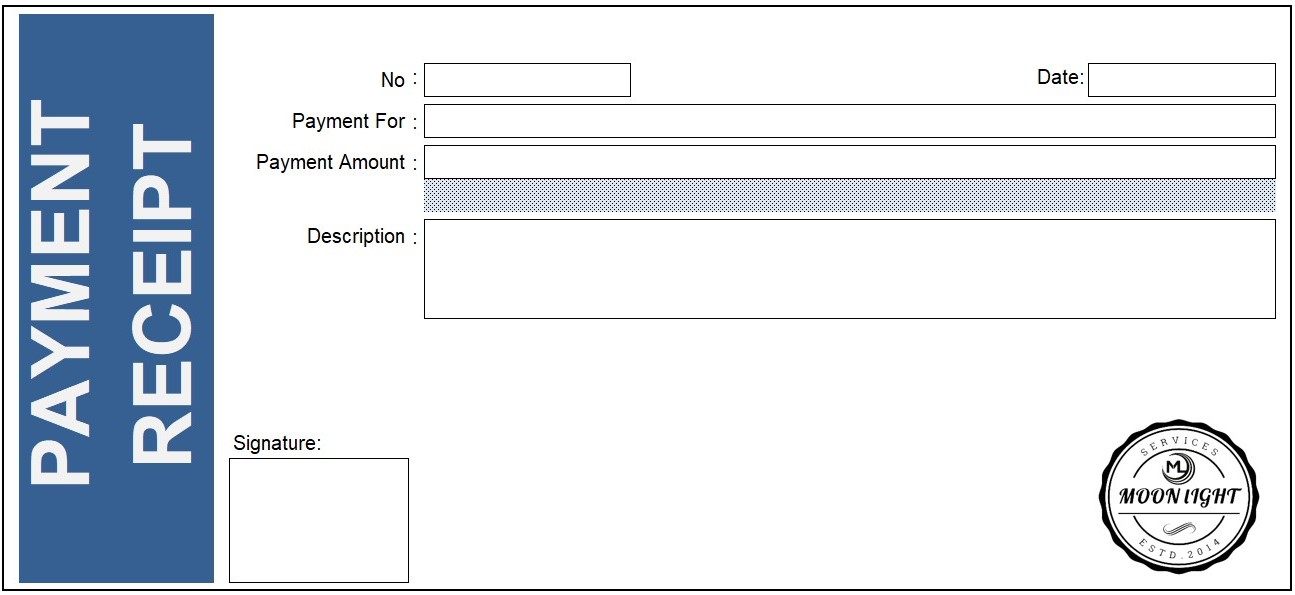 PAYMENT
RECEIPT
No :
Date:
Payment For :
Payment Amount :
Description :
Signature:
SERVICES
ML
MOON LIGHT
ESTD.2014